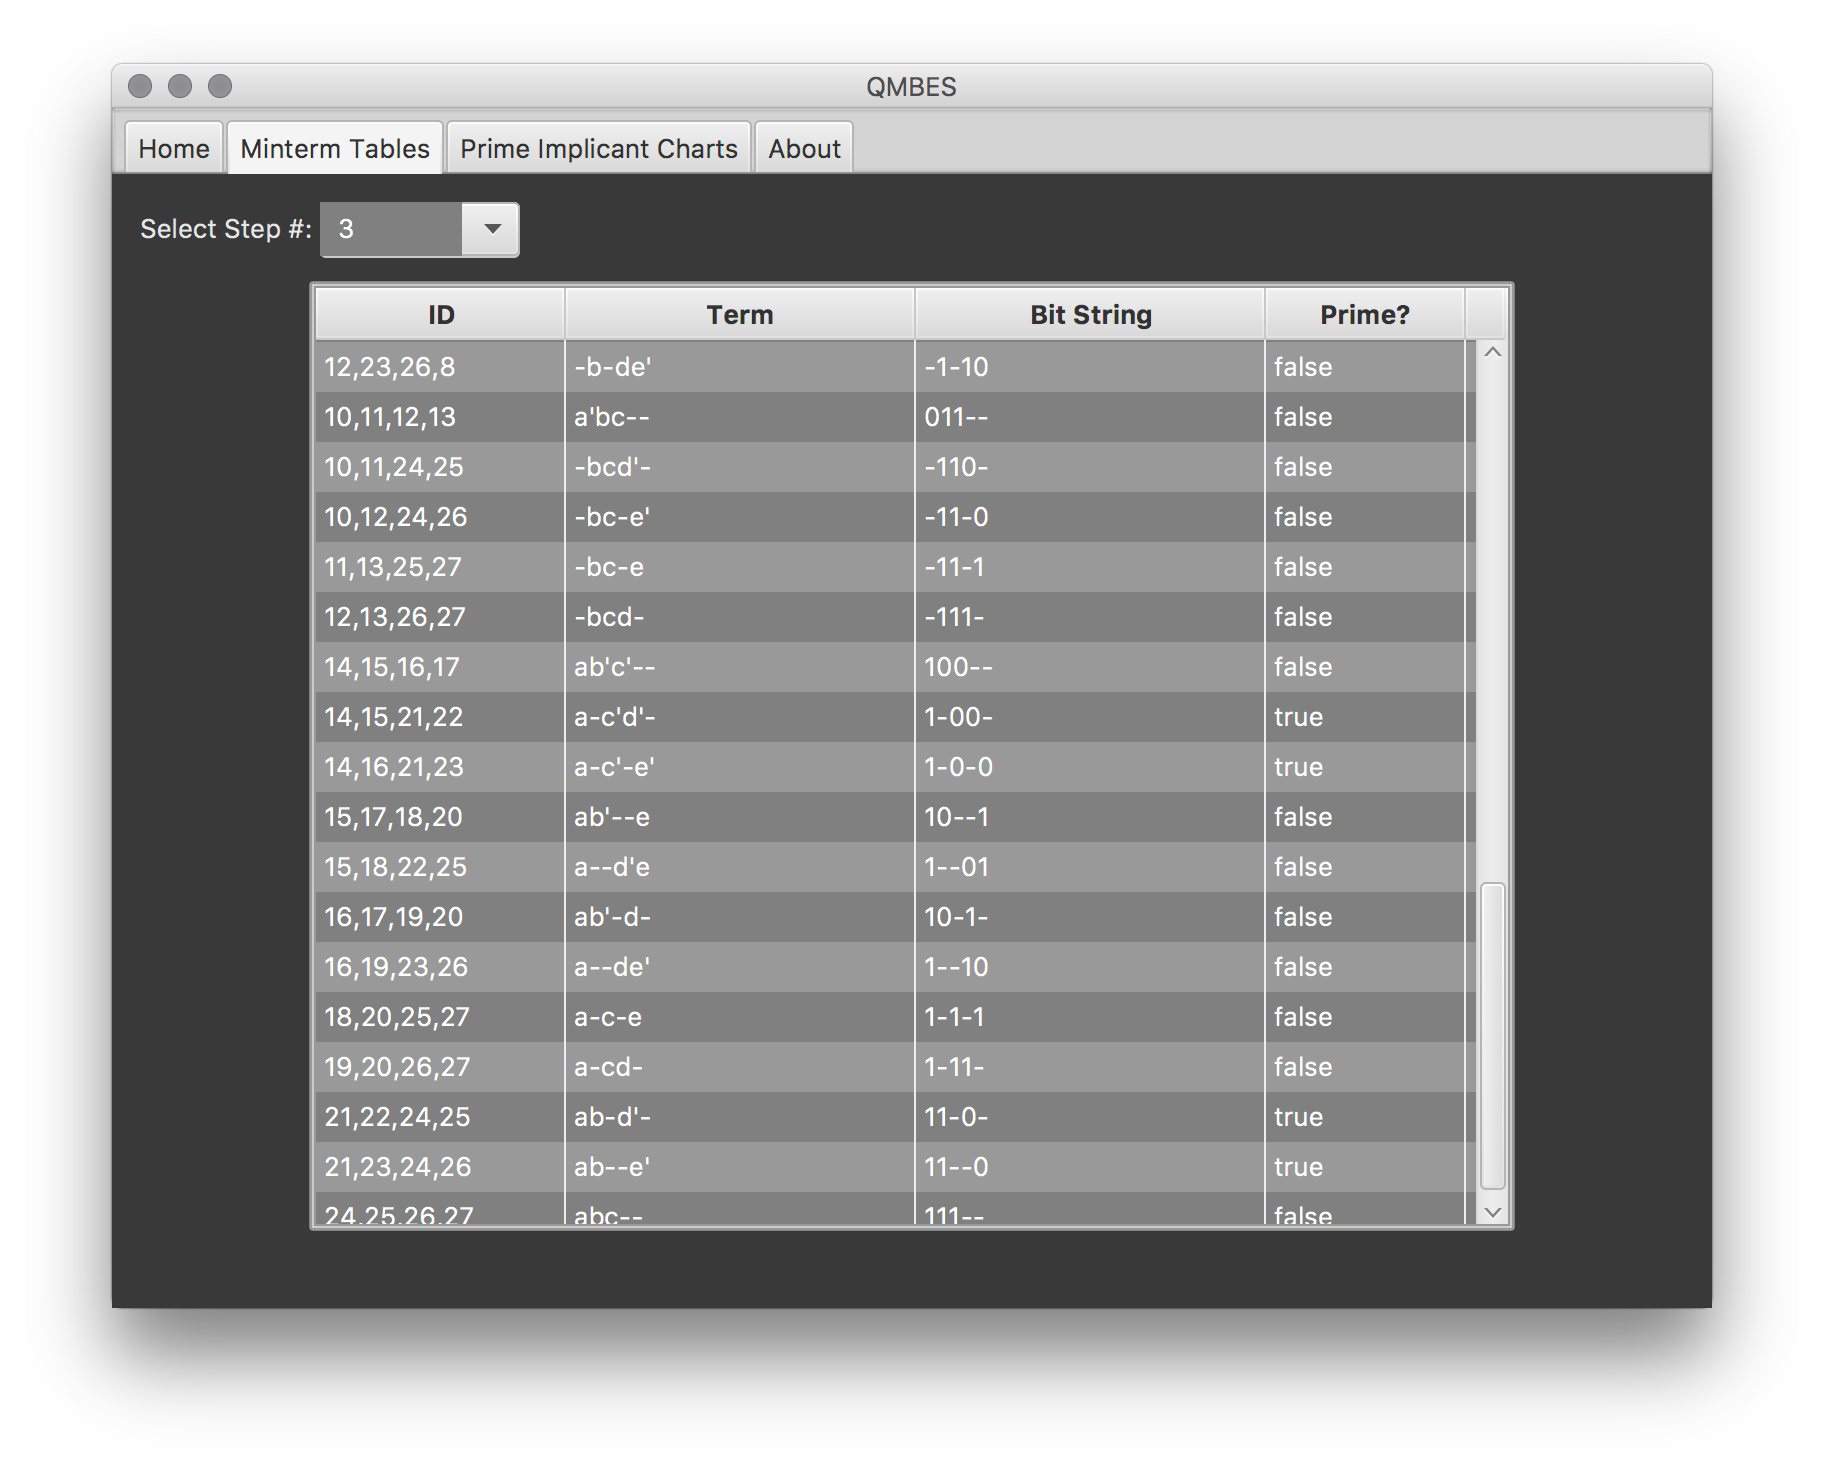 QMBES
Home Minterm Tables Prime Implicant Charts About
Select Step #: 3
ID Term Bit String Prime?
12,23,26,8 -b-de' -1-10 false
10,11,12,13 a'bc-- 011-- false
10,11,24,25 -bcd'- -110- false
10,12,24,26 -bc-e' -11-0 false
11,13,25,27 -bc-e -11-1 false
12,13,26,27 -bcd- -111- false
14,15,16,17 ab'c'-- 100-- false
14,15,21,22 a-c'd'- 1-00- true
14,16,21,23 a-c'-e' 1-0-0 true
15,17,18,20 ab'--e 10--1 false
15,18,22,25 a--d'e 1--01 false
16,17,19,20 ab'-d- 10-1- false
16,19,23,26 a--de' 1--10 false
18,20,25,27 a-c-e 1-1-1 false
19,20,26,27 a-cd- 1-11- false
21,22,24,25 ab-d'- 11-0- true
21,23,24,26 ab--e' 11--0 true
24,25,26,27 abc-- 111-- false